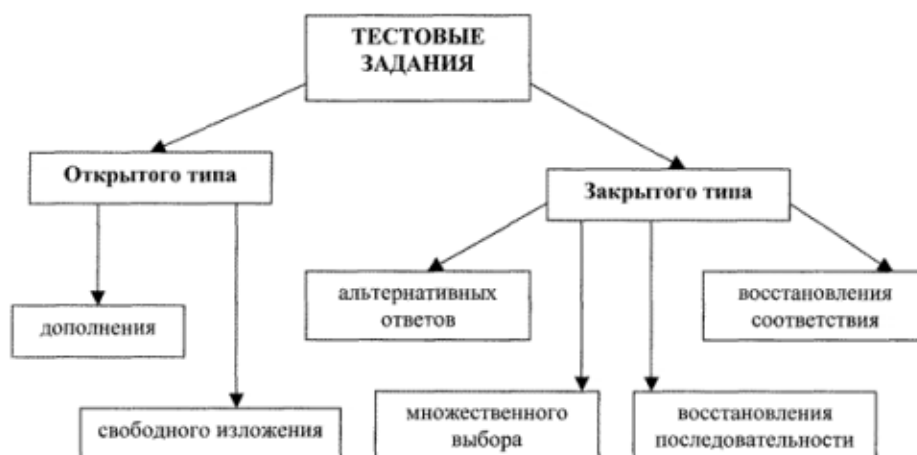 ТЕСТОВЫЕ
ЗАДАНИЯ
Открытого типа
Закрытого типа
дополнения
свободного изложения
альтернативных
ответов
множественного
выбора
восстановления
последовательности
восстановления
соответствия